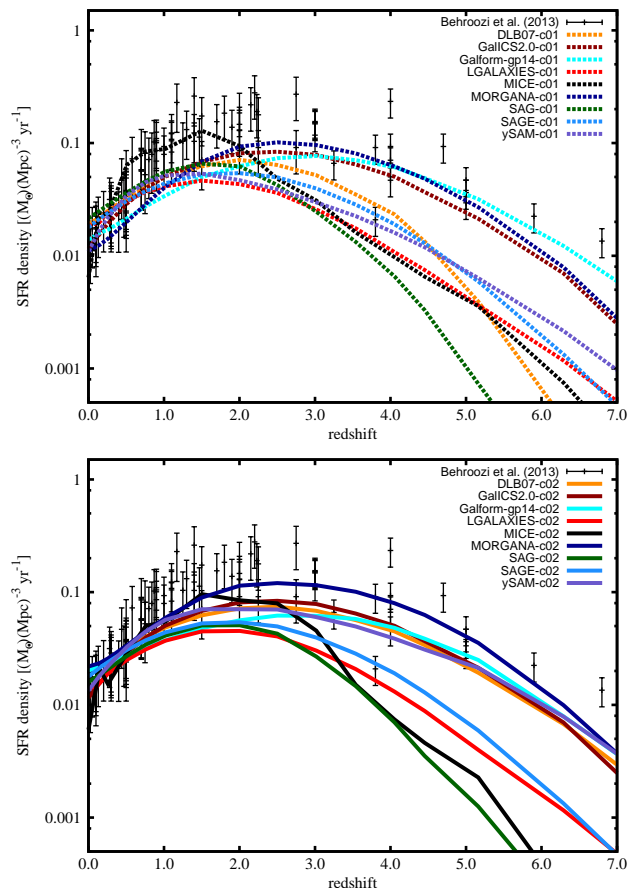 1
0.1
0.01
0.001
SFR density [(M⊙)(Mpc)⁻³ yr⁻¹]
Behroozi et al. (2013)
DLB07-c01
GalICS2.0-c01
Galform-gp14-c01
LGALAXIES-c01
MICE-c01
MORGANA-c01
SAG-c01
SAGE-c01
ySAM-c01
0.0 1.0 2.0 3.0 4.0 5.0 6.0 7.0
redshift
1
0.1
0.01
0.001
SFR density [(M⊙)(Mpc)⁻³ yr⁻¹]
Behroozi et al. (2013)
DLB07-c02
GalICS2.0-c02
Galform-gp14-c02
LGALAXIES-c02
MICE-c02
MORGANA-c02
SAG-c02
SAGE-c02
ySAM-c02
0.0 1.0 2.0 3.0 4.0 5.0 6.0 7.0
redshift